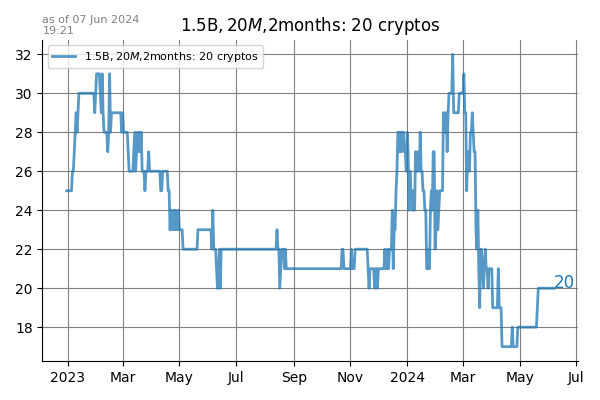 as of 07 Jun 2024
19:21
1.5B, 20M,2months: 20 cryptos
1.5B, 20M,2months: 20 cryptos
32
30
28
26
24
22
20
18
20
2023
Mar
May
Jul
Sep
Nov
2024
Mar
May
Jul